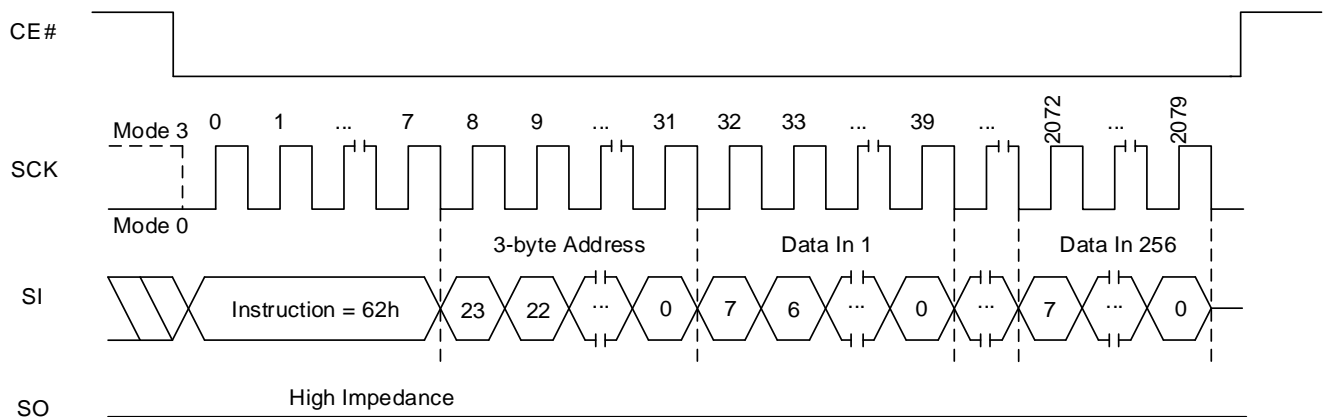 CE#
0 1 ... 7 8 9 ... 31 32 33 ... 39 ... 2072 ... 2079
Mode 3
SCK
Mode 0
3-byte Address Data In 1 Data In 256
SI Instruction = 62h 23 22 ... 0 7 6 ... 0 ... 7 ... 0
High Impedance
SO